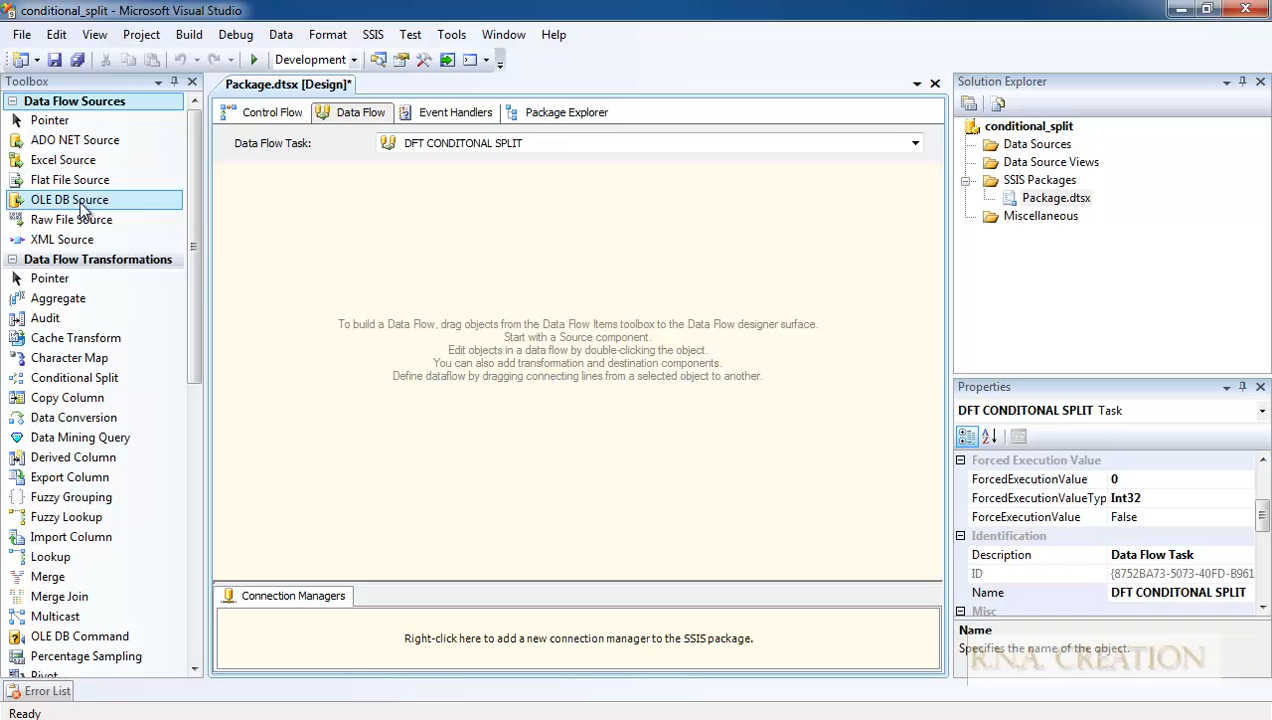 conditional_split - Microsoft Visual Studio
File Edit View Project Build Debug Data Format SSIS Test Tools Window Help
Development
Toolbox
Data Flow Sources
Pointer
ADO NET Source
Excel Source
Flat File Source
OLE DB Source
Raw File Source
XML Source
Data Flow Transformations
Pointer
Aggregate
Audit
Cache Transform
Character Map
Conditional Split
Copy Column
Data Conversion
Data Mining Query
Derived Column
Export Column
Fuzzy Grouping
Fuzzy Lookup
Import Column
Lookup
Merge
Merge Join
Multicast
OLE DB Command
Percentage Sampling
Pivot
Error List
Ready
Package.dtsx [Design]*
Control Flow Data Flow Event Handlers Package Explorer
Data Flow Task: DFT CONDITONAL SPLIT
To build a Data Flow, drag objects from the Data Flow Items toolbox to the Data Flow designer surface.
Start with a Source component.
Edit objects in a data flow by double-clicking the object.
You can also add transformation and destination components.
Define dataflow by dragging connecting lines from a selected object to another.
Connection Managers
Right-click here to add a new connection manager to the SSIS package.
Solution Explorer
conditional_split
Data Sources
Data Source Views
SSIS Packages
Package.dtsx
Miscellaneous
Properties
DFT CONDITONAL SPLIT Task
Forced Execution Value
ForcedExecutionValue 0
ForcedExecutionValueTyp Int32
ForceExecutionValue False
Identification
Description Data Flow Task
ID {8752BA73-5073-40FD-B961
Name DFT CONDITONAL SPLIT
Misc
Name
Specifies the name of the object.
R.N.A. CREATION